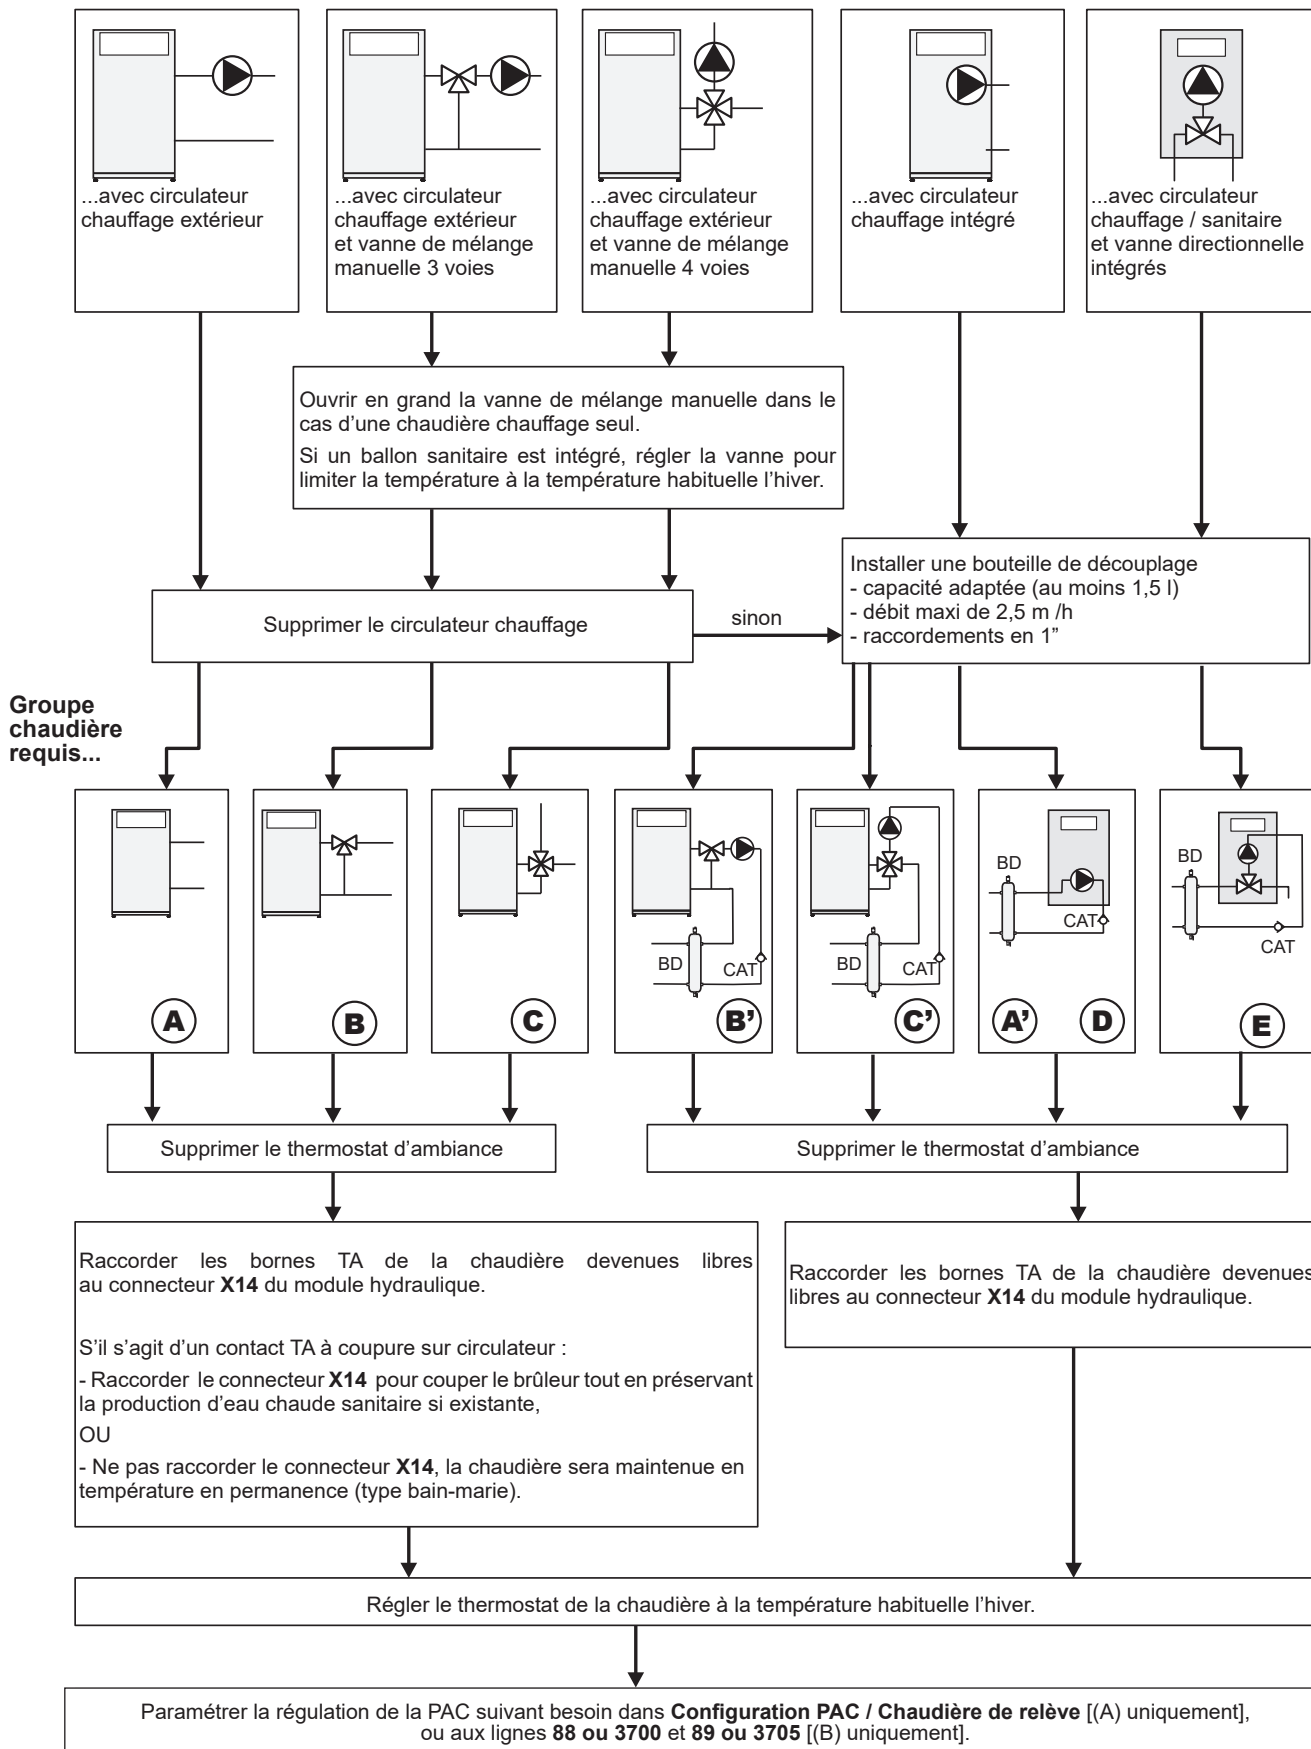 ...avec circulateur
chauffage extérieur
...avec circulateur
chauffage extérieur
et vanne de mélange
manuelle 3 voies
...avec circulateur
chauffage extérieur
et vanne de mélange
manuelle 4 voies
...avec circulateur
chauffage intégré
...avec circulateur
chauffage / sanitaire
et vanne directionnelle
intégrés
Ouvrir en grand la vanne de mélange manuelle dans le
cas d’une chaudière chauffage seul.
Si un ballon sanitaire est intégré, régler la vanne pour
limiter la température à la température habituelle l’hiver.
Installer une bouteille de découplage
- capacité adaptée (au moins 1,5 l)
- débit maxi de 2,5 m /h
- raccordements en 1”
Supprimer le circulateur chauffage
sinon
Groupe
chaudière
requis...
A
B
C
BD
CAT
B’
BD
CAT
C’
BD
CAT
A’
D
BD
CAT
E
Supprimer le thermostat d’ambiance
Supprimer le thermostat d’ambiance
Raccorder les bornes TA de la chaudière devenues libres
au connecteur X14 du module hydraulique.
S’il s’agit d’un contact TA à coupure sur circulateur :
- Raccorder le connecteur X14 pour couper le brûleur tout en préservant
la production d’eau chaude sanitaire si existante,
OU
- Ne pas raccorder le connecteur X14, la chaudière sera maintenue en
température en permanence (type bain-marie).
Raccorder les bornes TA de la chaudière devenues
libres au connecteur X14 du module hydraulique.
Régler le thermostat de la chaudière à la température habituelle l’hiver.
Paramétrer la régulation de la PAC suivant besoin dans Configuration PAC / Chaudière de relève [(A) uniquement],
ou aux lignes 88 ou 3700 et 89 ou 3705 [(B) uniquement].